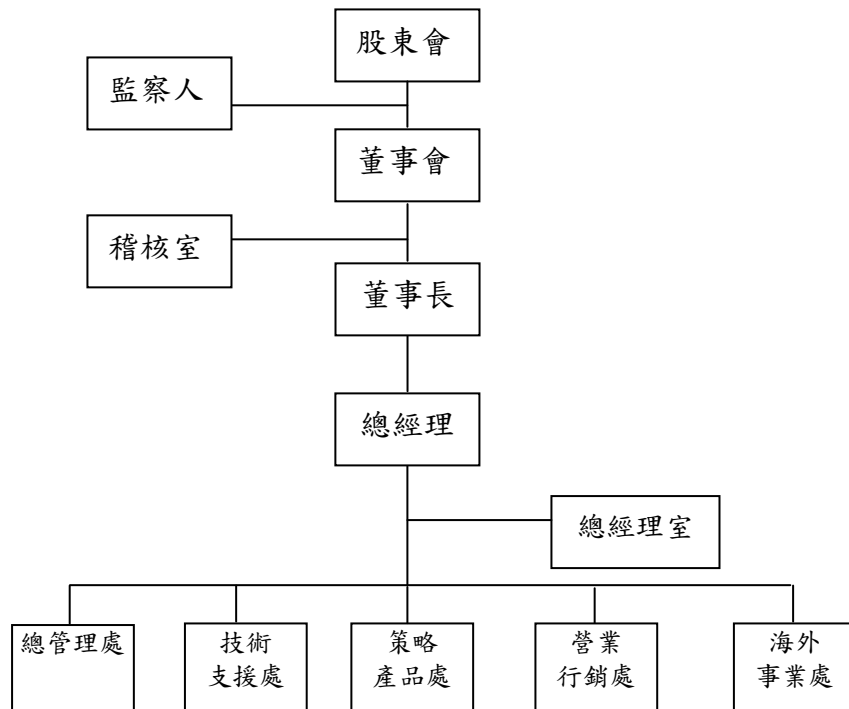 股東會
監察人
董事會
稽核室
董事長
總經理
總經理室
總管理處
技術
支援處
策略
產品處
營業
行銷處
海外
事業處